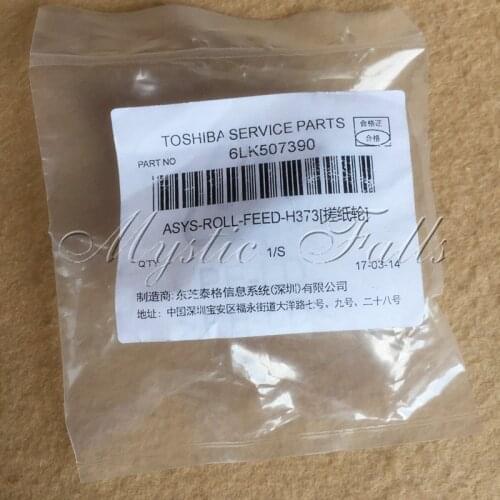 TOSHIBA SERVICE PARTS
合格正
合格
PART NO 6LK507390
ASYS-ROLL-FEED-H373[搓纸轮]
QTY 1/S 17-03-14
制造商: 东芝泰格信息系统(深圳)有限公司
地址: 中国深圳宝安区福永街道大洋路七号、九号、二十八号
Mystic Falls